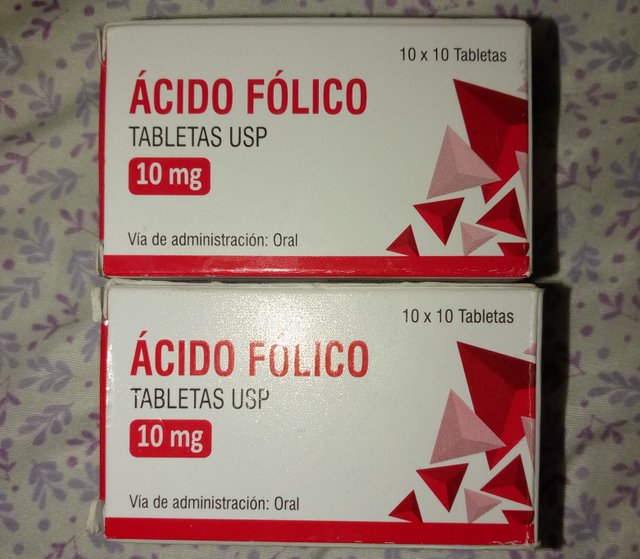 10 x 10 Tabletas
ÁCIDO FÓLICO
TABLETAS USP
10 mg
Vía de administración: Oral
10 x 10 Tabletas
ÁCIDO FÓLICO
TABLETAS USP
10 mg
Vía de administración: Oral